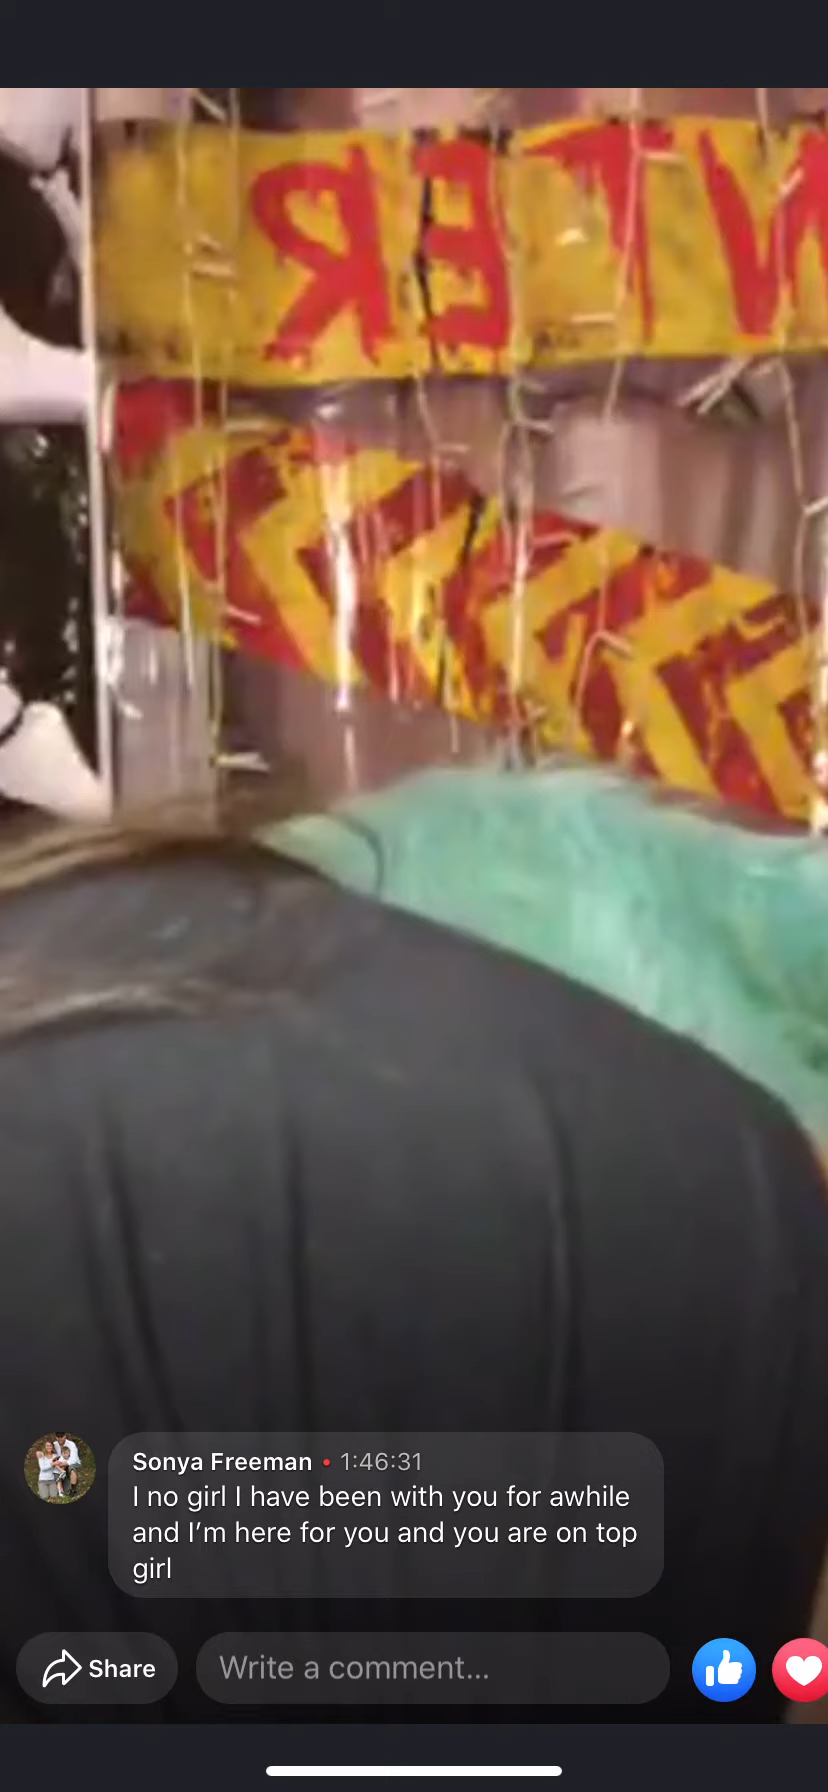 NTER
Sonya Freeman • 1:46:31
I no girl I have been with you for awhile
and I'm here for you and you are on top
girl
Share
Write a comment...